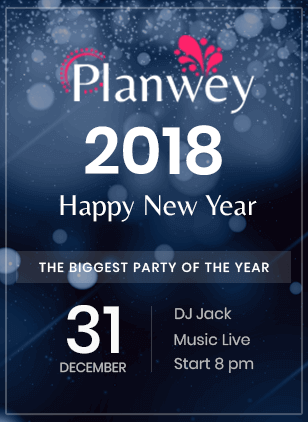 Planwey
2018
Happy New Year
THE BIGGEST PARTY OF THE YEAR
31
DECEMBER
DJ Jack
Music Live
Start 8 pm